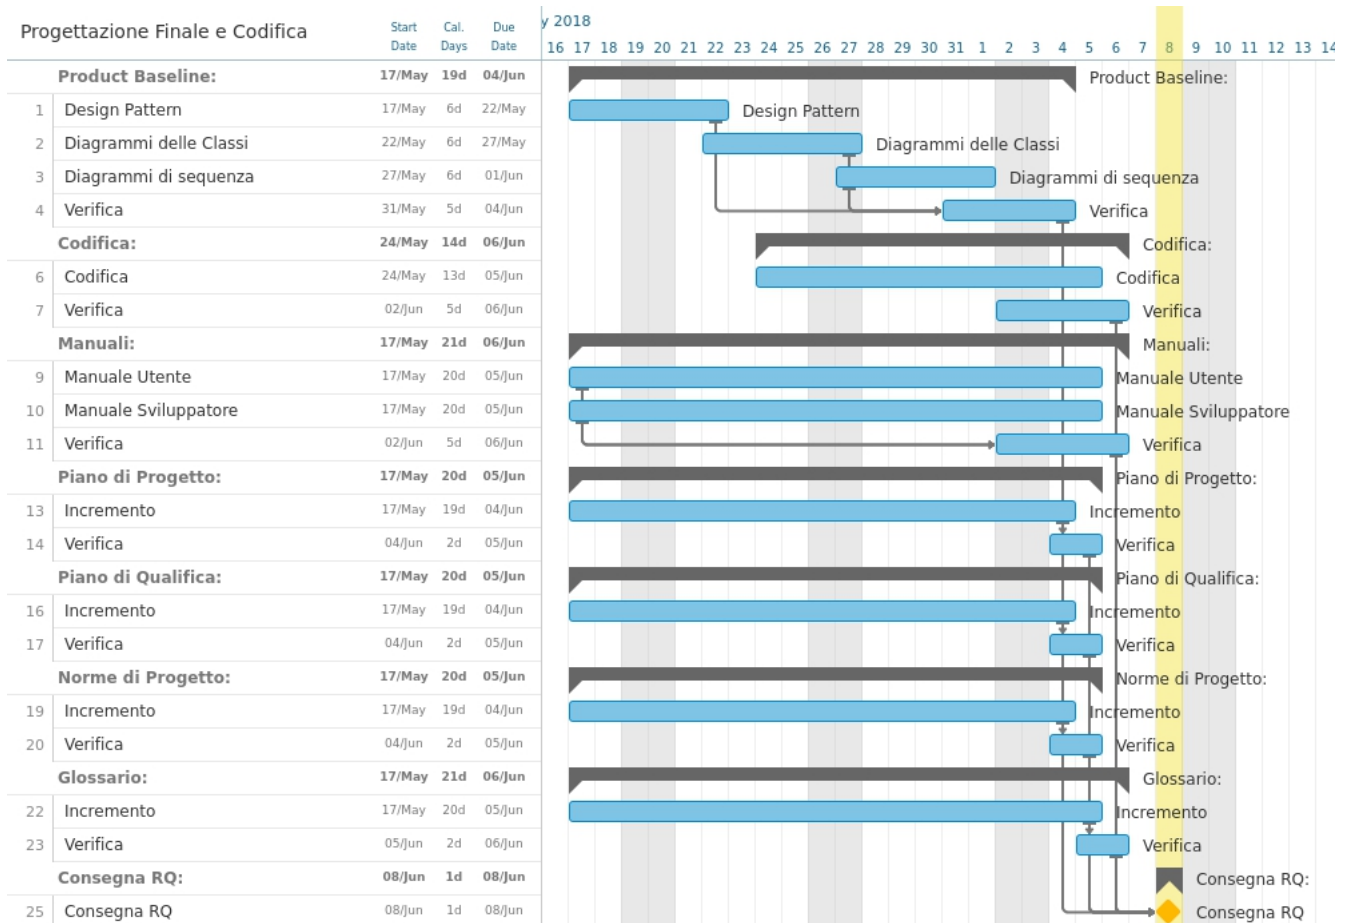 Progettazione Finale e Codifica Start Date Cal. Days Due Date y 2018
16 17 18 19 20 21 22 23 24 25 26 27 28 29 30 31 1 2 3 4 5 6 7 8 9 10 11 12 13 14
Product Baseline: 17/May 19d 04/Jun Product Baseline:
1 Design Pattern 17/May 6d 22/May Design Pattern
2 Diagrammi delle Classi 22/May 6d 27/May Diagrammi delle Classi
3 Diagrammi di sequenza 27/May 6d 01/Jun Diagrammi di sequenza
4 Verifica 31/May 5d 04/Jun Verifica
Codifica: 24/May 14d 06/Jun Codifica:
6 Codifica 24/May 13d 05/Jun Codifica
7 Verifica 02/Jun 5d 06/Jun Verifica
Manuali: 17/May 21d 06/Jun Manuali:
9 Manuale Utente 17/May 20d 05/Jun Manuale Utente
10 Manuale Sviluppatore 17/May 20d 05/Jun Manuale Sviluppatore
11 Verifica 02/Jun 5d 06/Jun Verifica
Piano di Progetto: 17/May 20d 05/Jun Piano di Progetto:
13 Incremento 17/May 19d 04/Jun Incremento
14 Verifica 04/Jun 2d 05/Jun Verifica
Piano di Qualifica: 17/May 20d 05/Jun Piano di Qualifica:
16 Incremento 17/May 19d 04/Jun Incremento
17 Verifica 04/Jun 2d 05/Jun Verifica
Norme di Progetto: 17/May 20d 05/Jun Norme di Progetto:
19 Incremento 17/May 19d 04/Jun Incremento
20 Verifica 04/Jun 2d 05/Jun Verifica
Glossario: 17/May 21d 06/Jun Glossario:
22 Incremento 17/May 20d 05/Jun Incremento
23 Verifica 05/Jun 2d 06/Jun Verifica
Consegna RQ: 08/Jun 1d 08/Jun Consegna RQ:
25 Consegna RQ 08/Jun 1d 08/Jun Consegna RQ